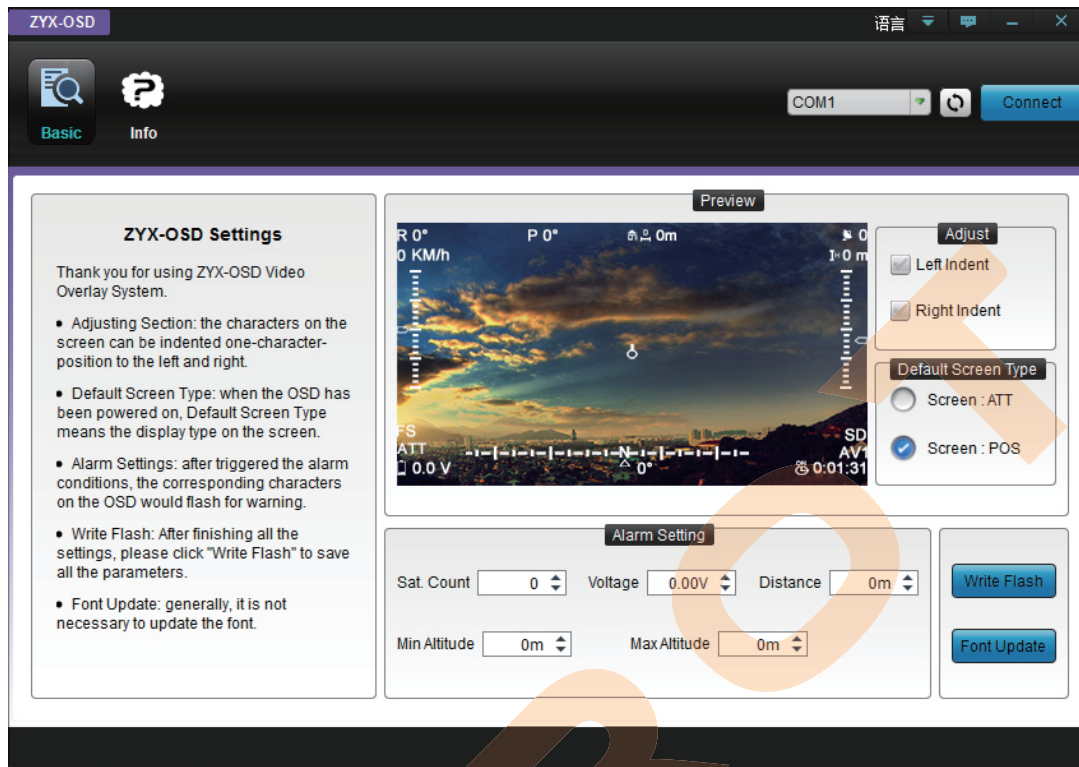 ZYX-OSD
语言
Basic
Info
COM1
Connect
ZYX-OSD Settings
Thank you for using ZYX-OSD Video
Overlay System.
• Adjusting Section: the characters on the
screen can be indented one-character-
position to the left and right.
• Default Screen Type: when the OSD has
been powered on, Default Screen Type
means the display type on the screen.
• Alarm Settings: after triggered the alarm
conditions, the corresponding characters
on the OSD would flash for warning.
• Write Flash: After finishing all the
settings, please click "Write Flash" to save
all the parameters.
• Font Update: generally, it is not
necessary to update the font.
Preview
R 0° P 0° 0m 0
0 KM/h 0 m
FS SD
ATT N AV1
0.0 V 0° ON 0:01:31
Adjust
Left Indent
Right Indent
Default Screen Type
Screen : ATT
Screen : POS
Alarm Setting
Sat. Count 0 Voltage 0.00V Distance 0m
Min Altitude 0m Max Altitude 0m
Write Flash
Font Update